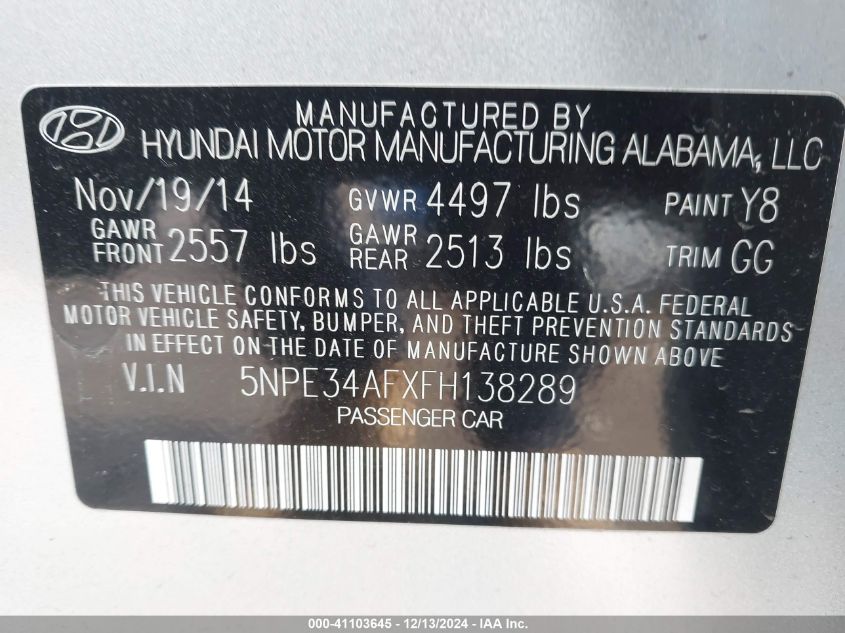 MANUFACTURED BY
HYUNDAI MOTOR MANUFACTURING ALABAMA, LLC
Nov/19/14 GVWR 4497 lbs PAINT Y8
GAWR FRONT 2557 lbs GAWR REAR 2513 lbs TRIM GG
THIS VEHICLE CONFORMS TO ALL APPLICABLE U.S.A. FEDERAL
MOTOR VEHICLE SAFETY, BUMPER, AND THEFT PREVENTION STANDARDS
IN EFFECT ON THE DATE OF MANUFACTURE SHOWN ABOVE
V.I.N 5NPE34AFXFH138289
PASSENGER CAR
000-41103645 - 12/13/2024 - IAA Inc.